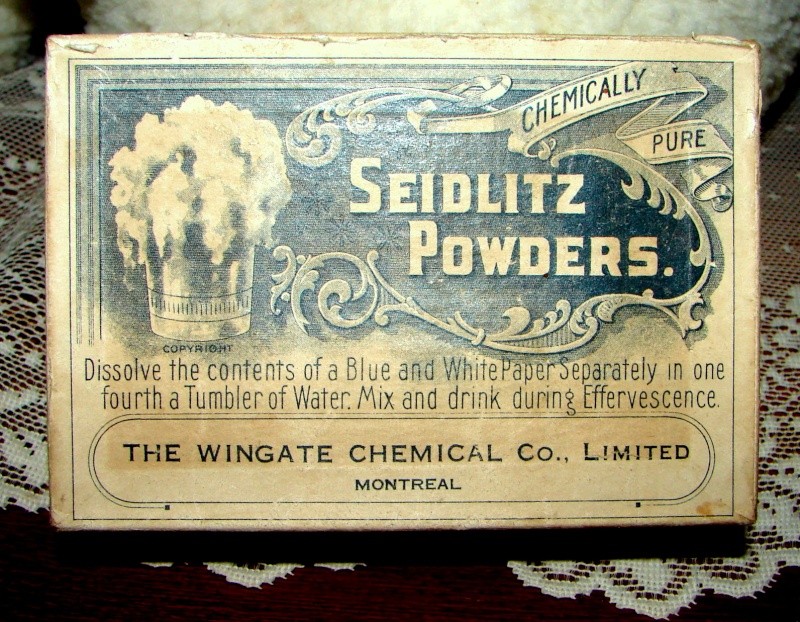 CHEMICALLY
PURE
SEIDLITZ
POWDERS.
COPYRIGHT
Dissolve the contents of a Blue and White Paper Separately in one
fourth a Tumbler of Water. Mix and drink during Effervescence.
THE WINGATE CHEMICAL Co., LIMITED
MONTREAL